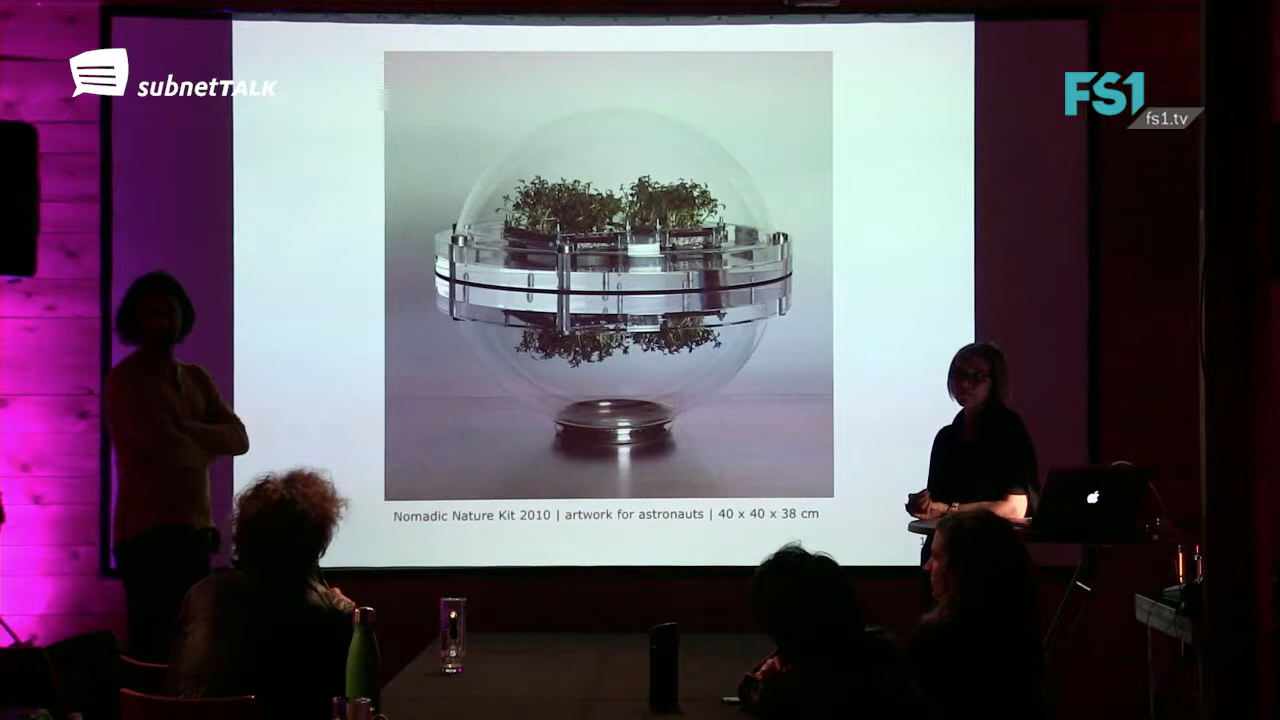 subnetTALK
FS1
fs1.tv
Nomadic Nature Kit 2010 | artwork for astronauts | 40 x 40 x 38 cm